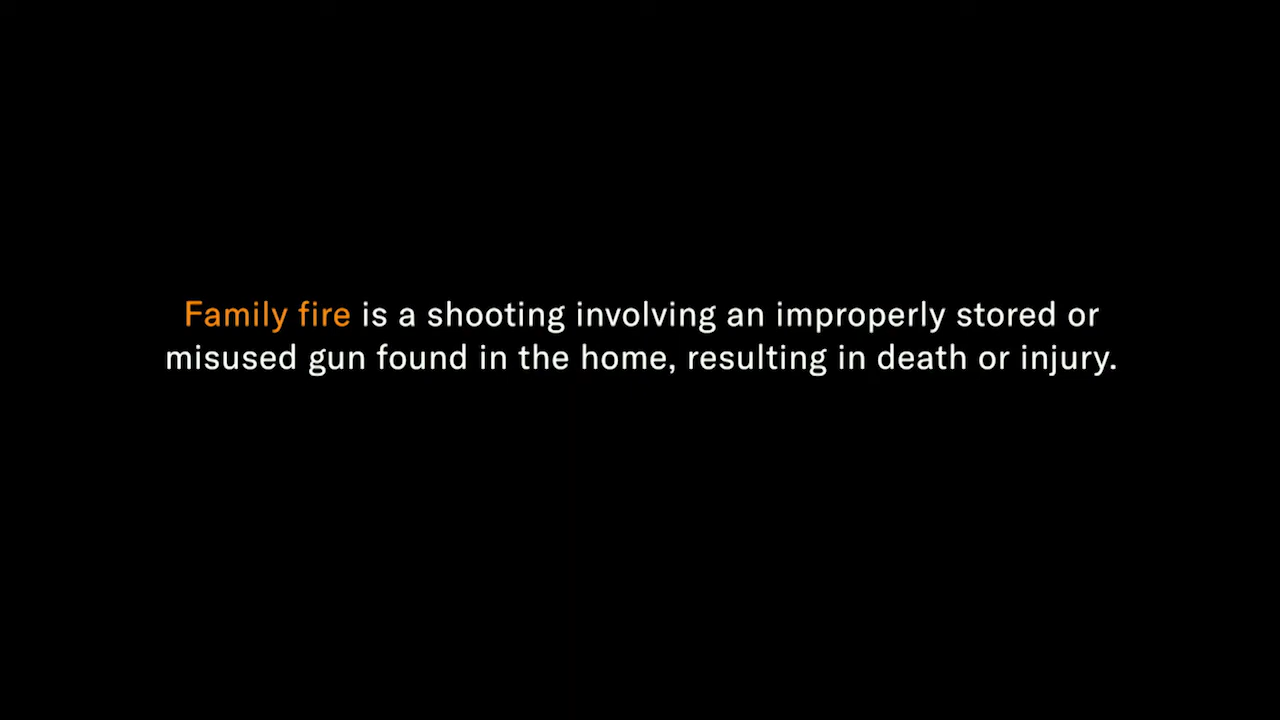 Family fire is a shooting involving an improperly stored or
misused gun found in the home, resulting in death or injury.